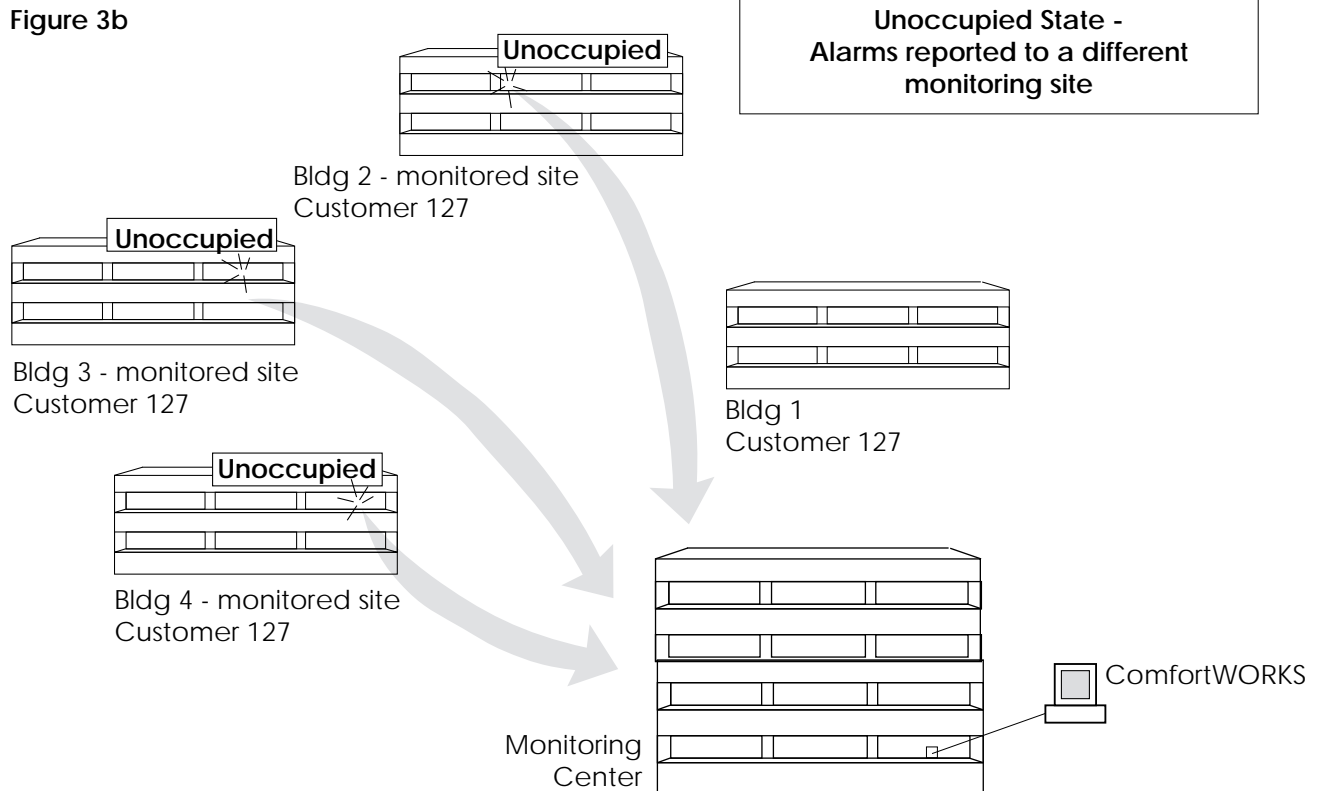 Figure 3b
Unoccupied State -
Alarms reported to a different
monitoring site
Unoccupied
Bldg 2 - monitored site
Customer 127
Unoccupied
Bldg 3 - monitored site
Customer 127
Bldg 1
Customer 127
Unoccupied
Bldg 4 - monitored site
Customer 127
ComfortWORKS
Monitoring
Center